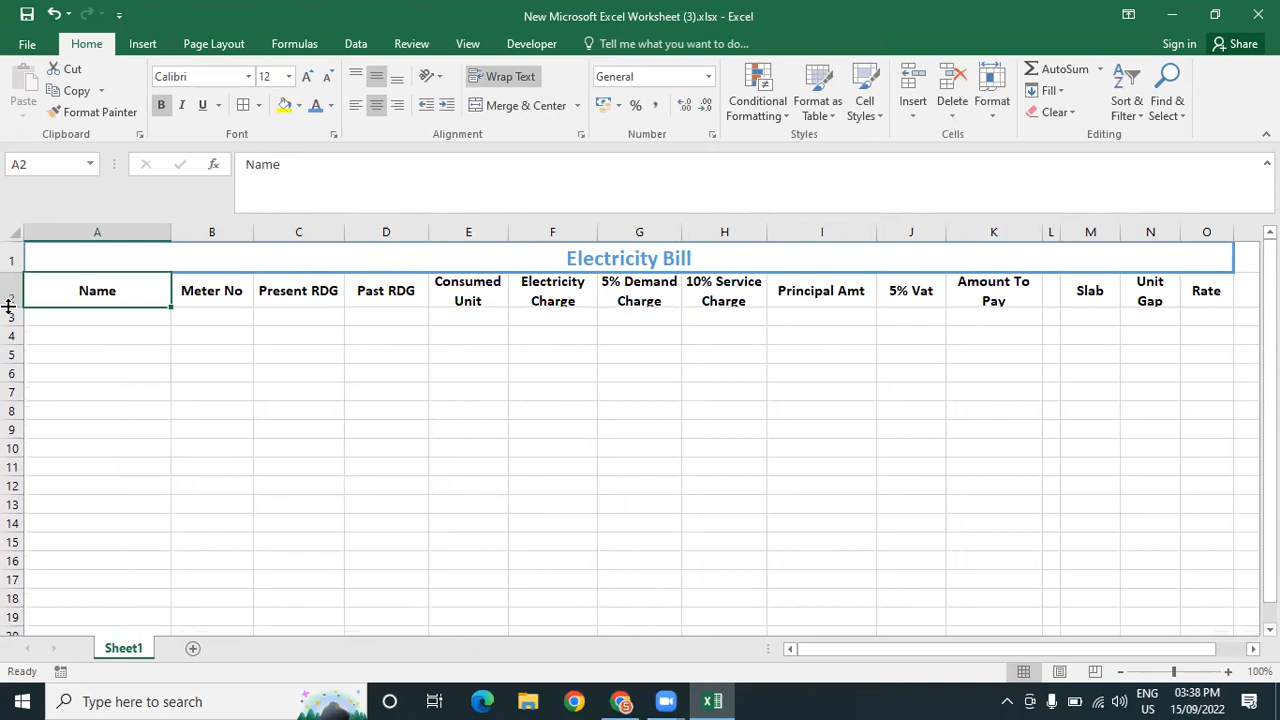 New Microsoft Excel Worksheet (3).xlsx - Excel
File Home Insert Page Layout Formulas Data Review View Developer Tell me what you want to do... Sign in Share
Paste Cut Copy Format Painter
Clipboard
Calibri 12
B I U
Font
Wrap Text
Merge & Center
Alignment
General
Number
Conditional Formatting Format as Table Cell Styles
Styles
Insert Delete Format
Cells
AutoSum Fill Clear Sort & Filter Find & Select
Editing
A2 fx Name
A B C D E F G H I J K L M N O
1 Electricity Bill
2 Name Meter No Present RDG Past RDG Consumed Unit Electricity Charge 5% Demand Charge 10% Service Charge Principal Amt 5% Vat Amount To Pay Slab Unit Gap Rate
3
4
5
6
7
8
9
10
11
12
13
14
15
16
17
18
19
20
Sheet1
Ready 100%
Type here to search ENG US 03:38 PM 15/09/2022